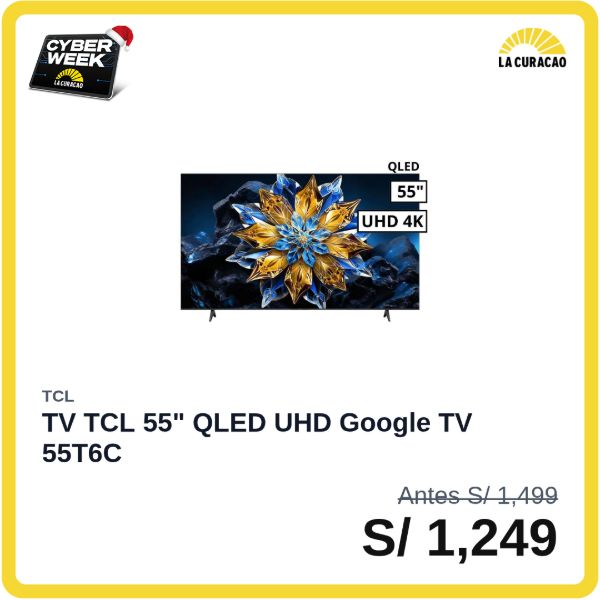 CYBER
WEEK
LA CURACAO
LA CURACAO
QLED
55"
UHD 4K
TCL
TV TCL 55" QLED UHD Google TV
55T6C
Antes S/ 1,499
S/ 1,249